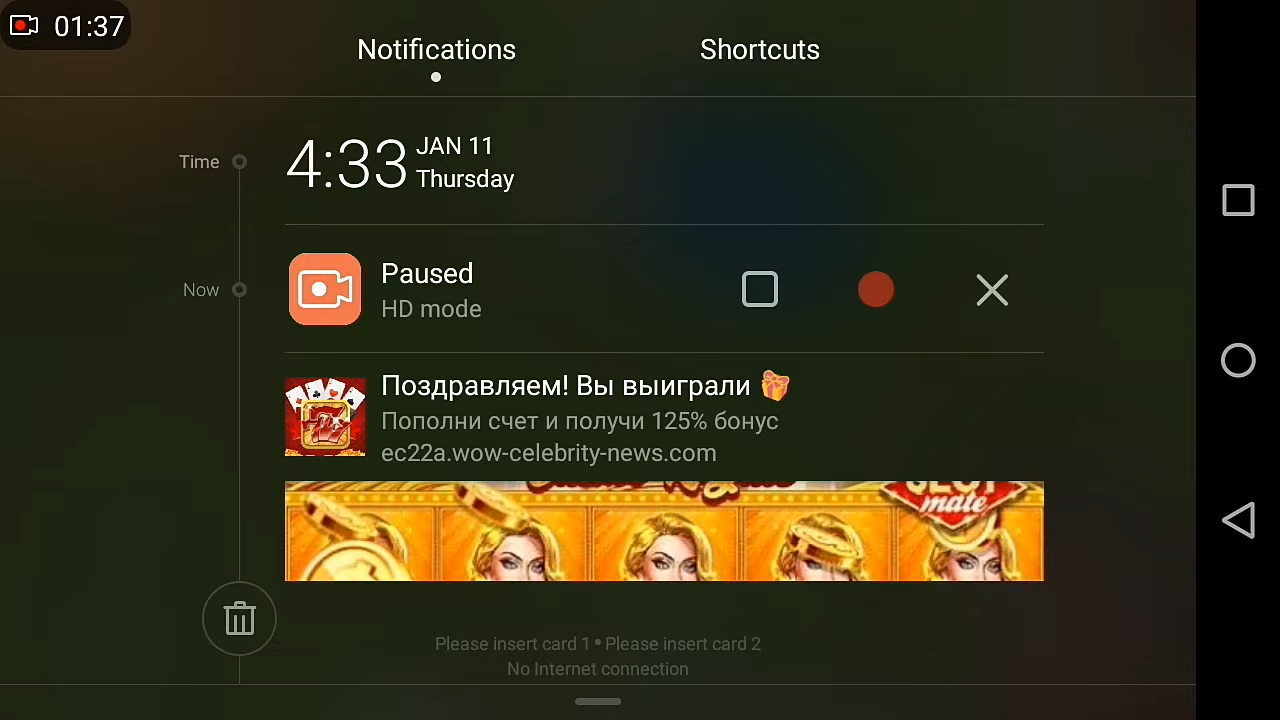 01:37
Notifications
Shortcuts
Time
4:33
JAN 11
Thursday
Now
Paused
HD mode
Поздравляем! Вы выиграли
Пополни счет и получи 125% бонус
ec22a.wow-celebrity-news.com
SLOT
mate
Please insert card 1 • Please insert card 2
No Internet connection